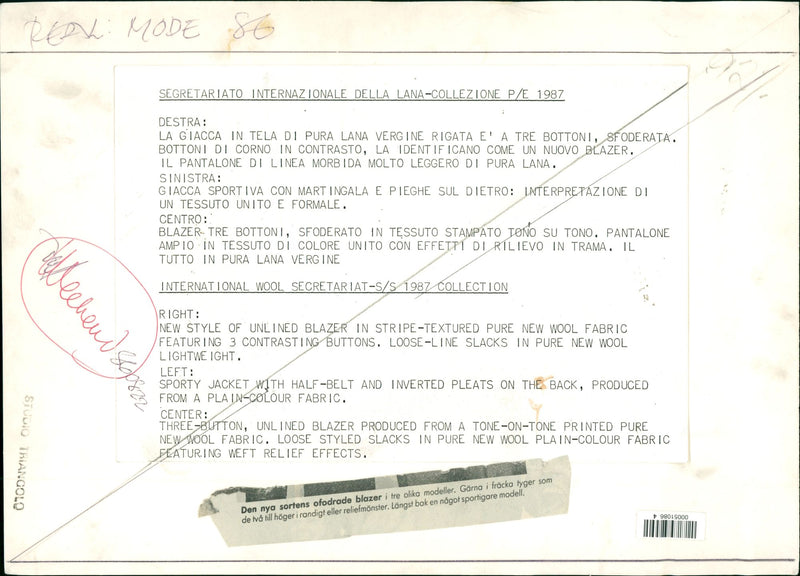 REAL: MODE 86
SEGRETARIATO INTERNAZIONALE DELLA LANA-COLLEZIONE P/E 1987
DESTRA:
LA GIACCA IN TELA DI PURA LANA VERGINE RIGATA E' A TRE BOTTONI, SFODERATA.
BOTTONI DI CORNO IN CONTRASTO, LA IDENTIFICANO COME UN NUOVO BLAZER.
IL PANTALONE DI LINEA MORBIDA MOLTO LEGGERO DI PURA LANA.
SINISTRA:
GIACCA SPORTIVA CON MARTINGALA E PIEGHE SUL DIETRO: INTERPRETAZIONE DI
UN TESSUTO UNITO E FORMALE.
CENTRO:
BLAZER TRE BOTTONI, SFODERATO IN TESSUTO STAMPATO TONO SU TONO. PANTALONE
AMPIO IN TESSUTO DI COLORE UNITO CON EFFETTI DI RILIEVO IN TRAMA. IL
TUTTO IN PURA LANA VERGINE
INTERNATIONAL WOOL SECRETARIAT-S/S 1987 COLLECTION
RIGHT:
NEW STYLE OF UNLINED BLAZER IN STRIPE-TEXTURED PURE NEW WOOL FABRIC
FEATURING 3 CONTRASTING BUTTONS. LOOSE-LINE SLACKS IN PURE NEW WOOL
LIGHTWEIGHT.
LEFT:
SPORTY JACKET WITH HALF-BELT AND INVERTED PLEATS ON THE BACK, PRODUCED
FROM A PLAIN-COLOUR FABRIC.
CENTER:
THREE-BUTTON, UNLINED BLAZER PRODUCED FROM A TONE-ON-TONE PRINTED PURE
NEW WOOL FABRIC. LOOSE STYLED SLACKS IN PURE NEW WOOL PLAIN-COLOUR FABRIC
FEATURING WEFT RELIEF EFFECTS.
Weekend
860822
STUDIO TRIANGOLO
Den nya sortens ofodrade blazer i tre olika modeller. Gärna i fräcka tyger som
de två till höger i randigt eller reliefmönster. Längst bak en något sportigare modell.
00051086 4